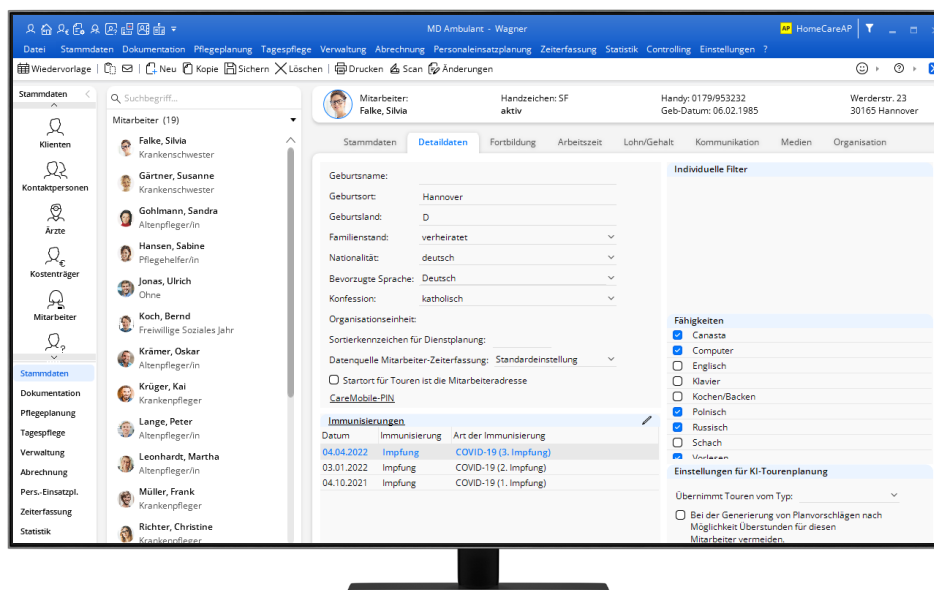 MD Ambulant - Wagner
AP HomeCareAP
Datei Stammdaten Dokumentation Pflegeplanung Tagespflege Verwaltung Abrechnung Personaleinsatzplanung Zeiterfassung Statistik Controlling Einstellungen ?
Wiedervorlage Neu Kopie Sichern Löschen Drucken Scan Änderungen
Stammdaten
Klienten
Kontaktpersonen
Ärzte
Kostenträger
Mitarbeiter
Stammdaten
Dokumentation
Pflegeplanung
Tagespflege
Verwaltung
Abrechnung
Pers.-Einsatzpl.
Zeiterfassung
Statistik
Suchbegriff...
Mitarbeiter (19)
Falke, Silvia
Krankenschwester
Gärtner, Susanne
Krankenschwester
Gohlmann, Sandra
Altenpfleger/in
Hansen, Sabine
Pflegehelfer/in
Jonas, Ulrich
Ohne
Koch, Bernd
Freiwillige Soziales Jahr
Krämer, Oskar
Altenpfleger/in
Krüger, Kai
Krankenpfleger
Lange, Peter
Altenpfleger/in
Leonhardt, Martha
Altenpfleger/in
Müller, Frank
Krankenpfleger
Richter, Christine
Krankenpfleger
Mitarbeiter: Handzeichen: SF Handy: 0179/953232 Werderstr. 23
Falke, Silvia aktiv Geb-Datum: 06.02.1985 30165 Hannover
Stammdaten Detaildaten Fortbildung Arbeitszeit Lohn/Gehalt Kommunikation Medien Organisation
Geburtsname:
Geburtsort: Hannover
Geburtsland: D
Familienstand: verheiratet
Nationalität: deutsch
Bevorzugte Sprache: Deutsch
Konfession: katholisch
Organisationseinheit:
Sortierkennzeichen für Dienstplanung:
Datenquelle Mitarbeiter-Zeiterfassung: Standardeinstellung
Startort für Touren ist die Mitarbeiteradresse
CareMobile-PIN
Immunisierungen
Datum Immunisierung Art der Immunisierung
04.04.2022 Impfung COVID-19 (3. Impfung)
03.01.2022 Impfung COVID-19 (2. Impfung)
04.10.2021 Impfung COVID-19 (1. Impfung)
Individuelle Filter
Fähigkeiten
Canasta
Computer
Englisch
Klavier
Kochen/Backen
Polnisch
Russisch
Schach
Vorlesen
Einstellungen für KI-Tourenplanung
Übernimmt Touren vom Typ:
Bei der Generierung von Planvorschlägen nach
Möglichkeit Überstunden für diesen
Mitarbeiter vermeiden.